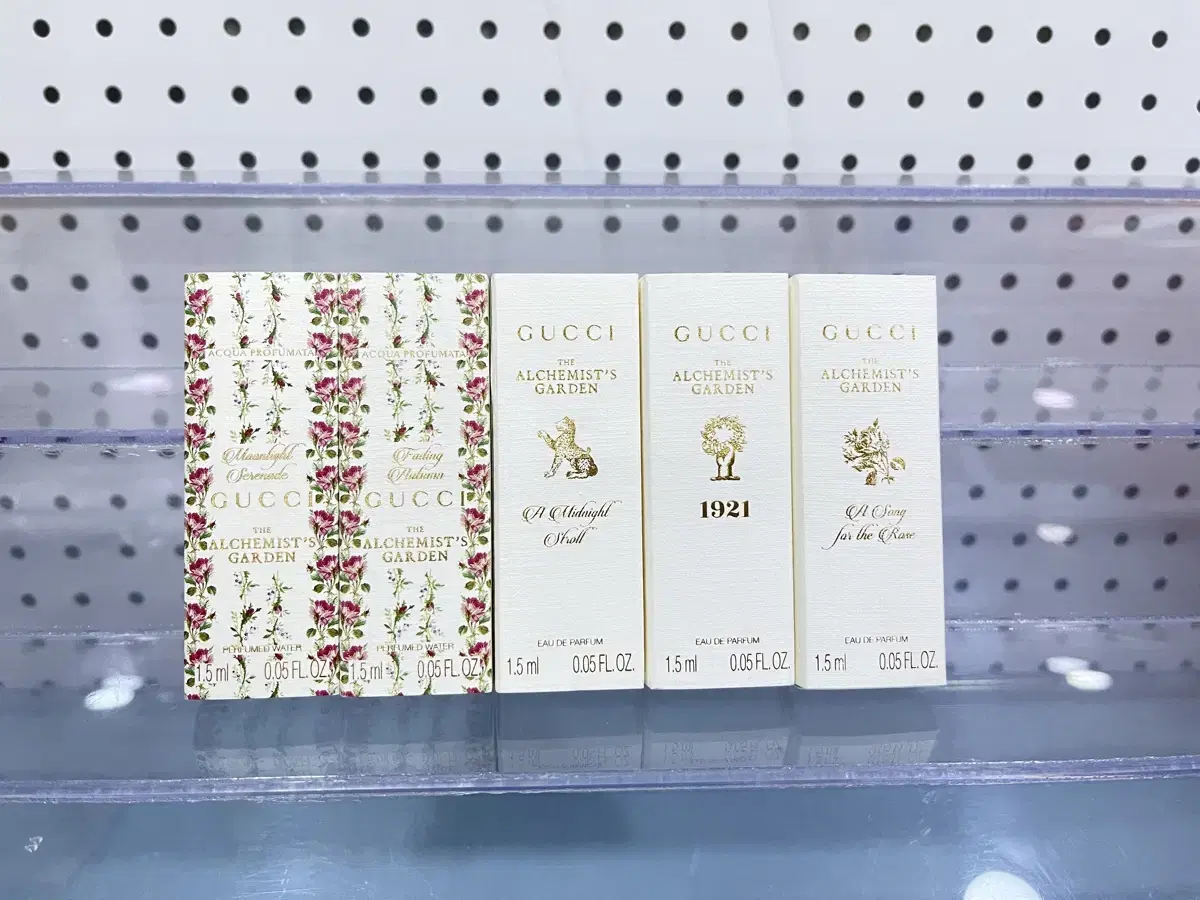 ACQUA PROFUMATA
Moonlight
Serenade
GUCCI
THE
ALCHEMIST'S
GARDEN
PERFUMED WATER
1.5 ml 0.05 FL.OZ.
ACQUA PROFUMATA
Fading
Autumn
GUCCI
THE
ALCHEMIST'S
GARDEN
PERFUMED WATER
1.5 ml 0.05 FL.OZ.
GUCCI
THE
ALCHEMIST'S
GARDEN
A Midnight
Stroll
EAU DE PARFUM
1.5 ml 0.05 FL.OZ.
GUCCI
THE
ALCHEMIST'S
GARDEN
1921
EAU DE PARFUM
1.5 ml 0.05 FL.OZ.
GUCCI
THE
ALCHEMIST'S
GARDEN
A Song
for the Rose
EAU DE PARFUM
1.5 ml 0.05 FL.OZ.